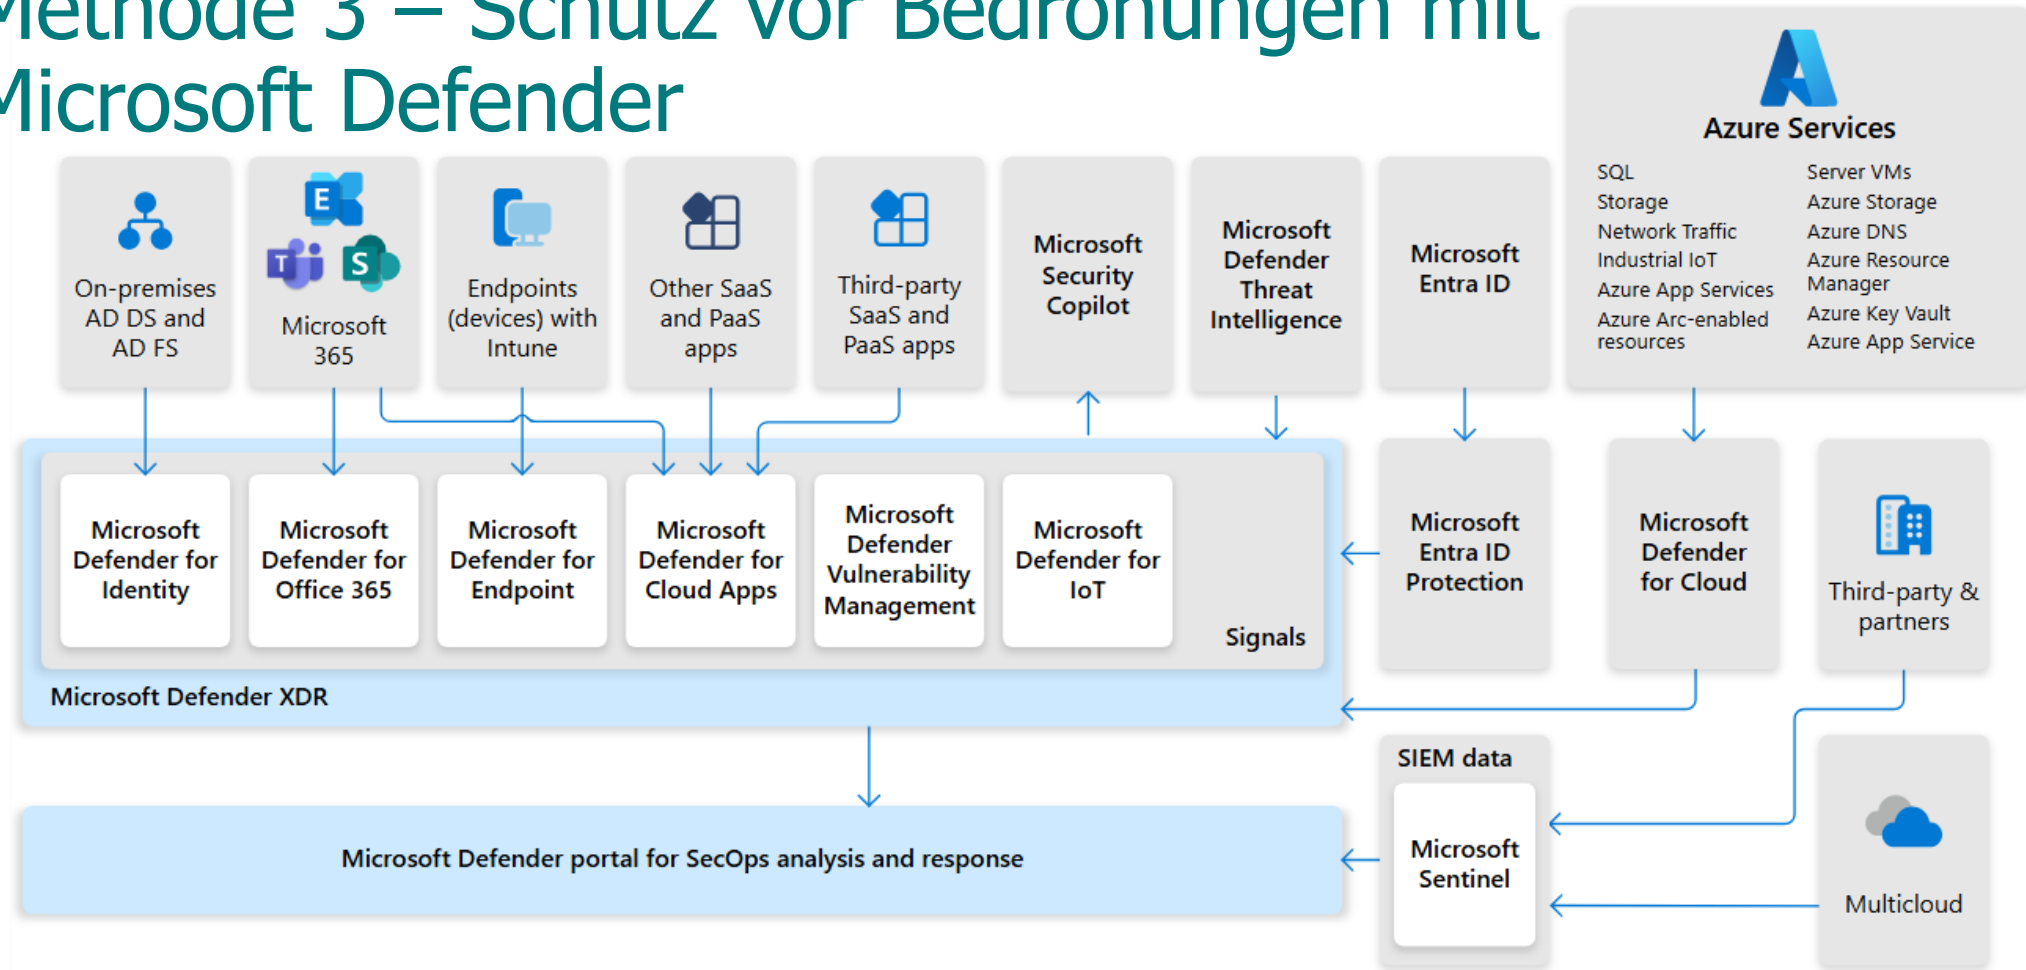 Methode 3 – Schutz vor Bedrohungen mit
Microsoft Defender
Azure Services
SQL
Storage
Network Traffic
Industrial IoT
Azure App Services
Azure Arc-enabled
resources
Server VMs
Azure Storage
Azure DNS
Azure Resource
Manager
Azure Key Vault
Azure App Service
On-premises
AD DS and
AD FS
E
T
S
Microsoft
365
Endpoints
(devices) with
Intune
Other SaaS
and PaaS
apps
Third-party
SaaS and
PaaS apps
Microsoft
Security
Copilot
Microsoft
Defender
Threat
Intelligence
Microsoft
Entra ID
Microsoft
Defender for
Identity
Microsoft
Defender for
Office 365
Microsoft
Defender for
Endpoint
Microsoft
Defender for
Cloud Apps
Microsoft
Defender
Vulnerability
Management
Microsoft
Defender for
IoT
Signals
Microsoft Defender XDR
Microsoft
Entra ID
Protection
Microsoft
Defender
for Cloud
Third-party &
partners
Microsoft Defender portal for SecOps analysis and response
SIEM data
Microsoft
Sentinel
Multicloud